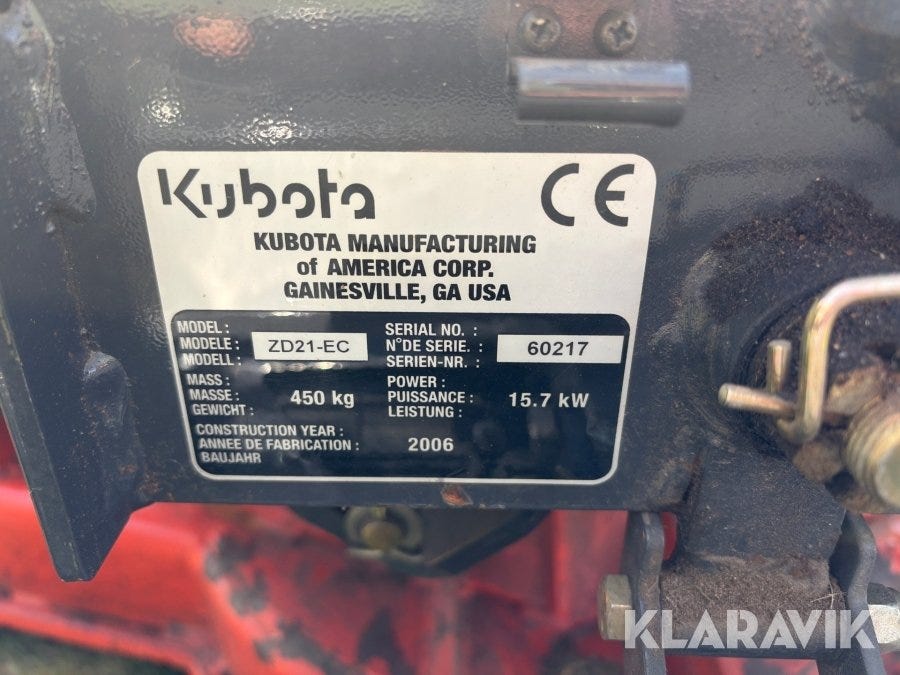 Kubota CE
KUBOTA MANUFACTURING
of AMERICA CORP.
GAINESVILLE, GA USA
MODEL :
MODELE : ZD21-EC
MODELL :
SERIAL NO. :
N°DE SERIE. : 60217
SERIEN-NR. :
MASS :
MASSE : 450 kg
GEWICHT :
POWER :
PUISSANCE : 15.7 kW
LEISTUNG :
CONSTRUCTION YEAR :
ANNEE DE FABRICATION : 2006
BAUJAHR
KLARAVIK